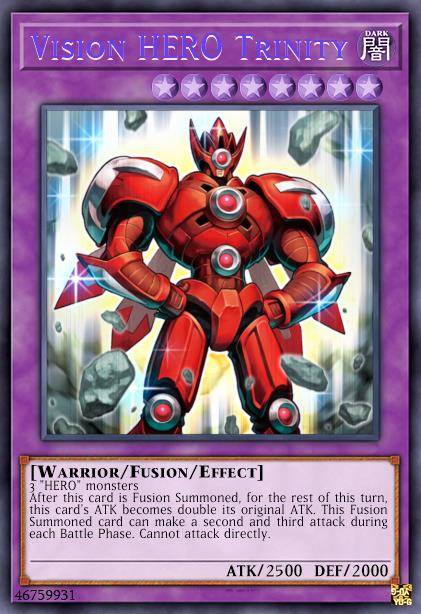 Vision HERO Trinity
DARK
闇
[Warrior/Fusion/Effect]
3 "HERO" monsters
After this card is Fusion Summoned, for the rest of this turn,
this card's ATK becomes double its original ATK. This Fusion
Summoned card can make a second and third attack during
each Battle Phase. Cannot attack directly.
ATK/2500 DEF/2000
46759931